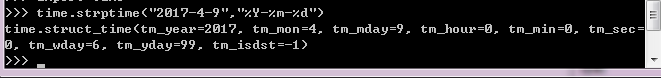 >>> time.strptime("2017-4-9","%Y-%m-%d")
time.struct_time(tm_year=2017, tm_mon=4, tm_mday=9, tm_hour=0, tm_min=0, tm_sec=
0, tm_wday=6, tm_yday=99, tm_isdst=-1)
>>>